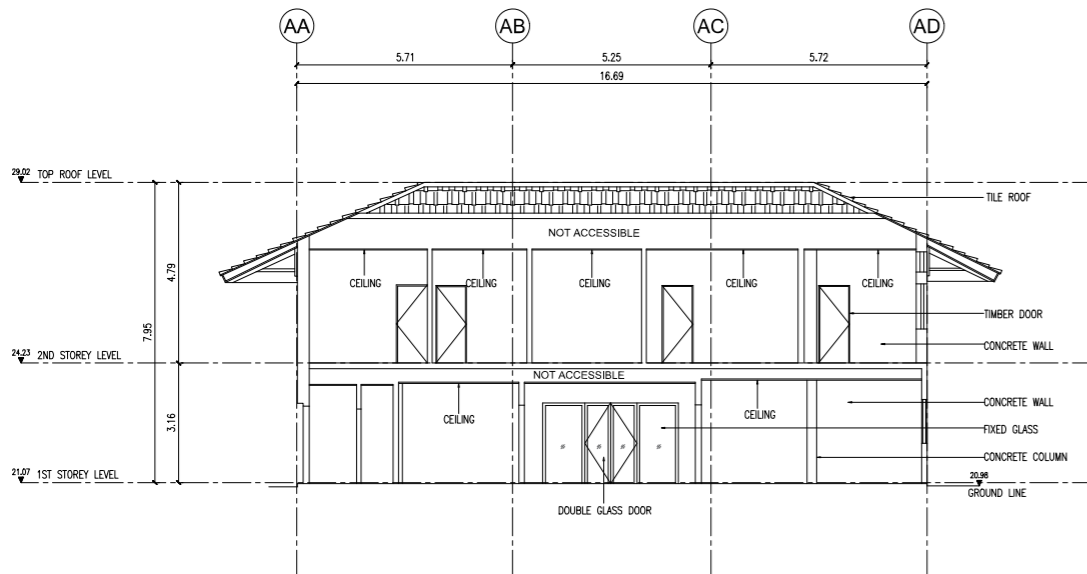 AA
AB
AC
AD
5.71
5.25
5.72
16.69
29.02 TOP ROOF LEVEL
TILE ROOF
NOT ACCESSIBLE
4.79
7.95
CEILING
CEILING
CEILING
CEILING
CEILING
TIMBER DOOR
CONCRETE WALL
24.23 2ND STOREY LEVEL
NOT ACCESSIBLE
3.16
CEILING
CEILING
CONCRETE WALL
FIXED GLASS
CONCRETE COLUMN
21.07 1ST STOREY LEVEL
20.98
GROUND LINE
DOUBLE GLASS DOOR